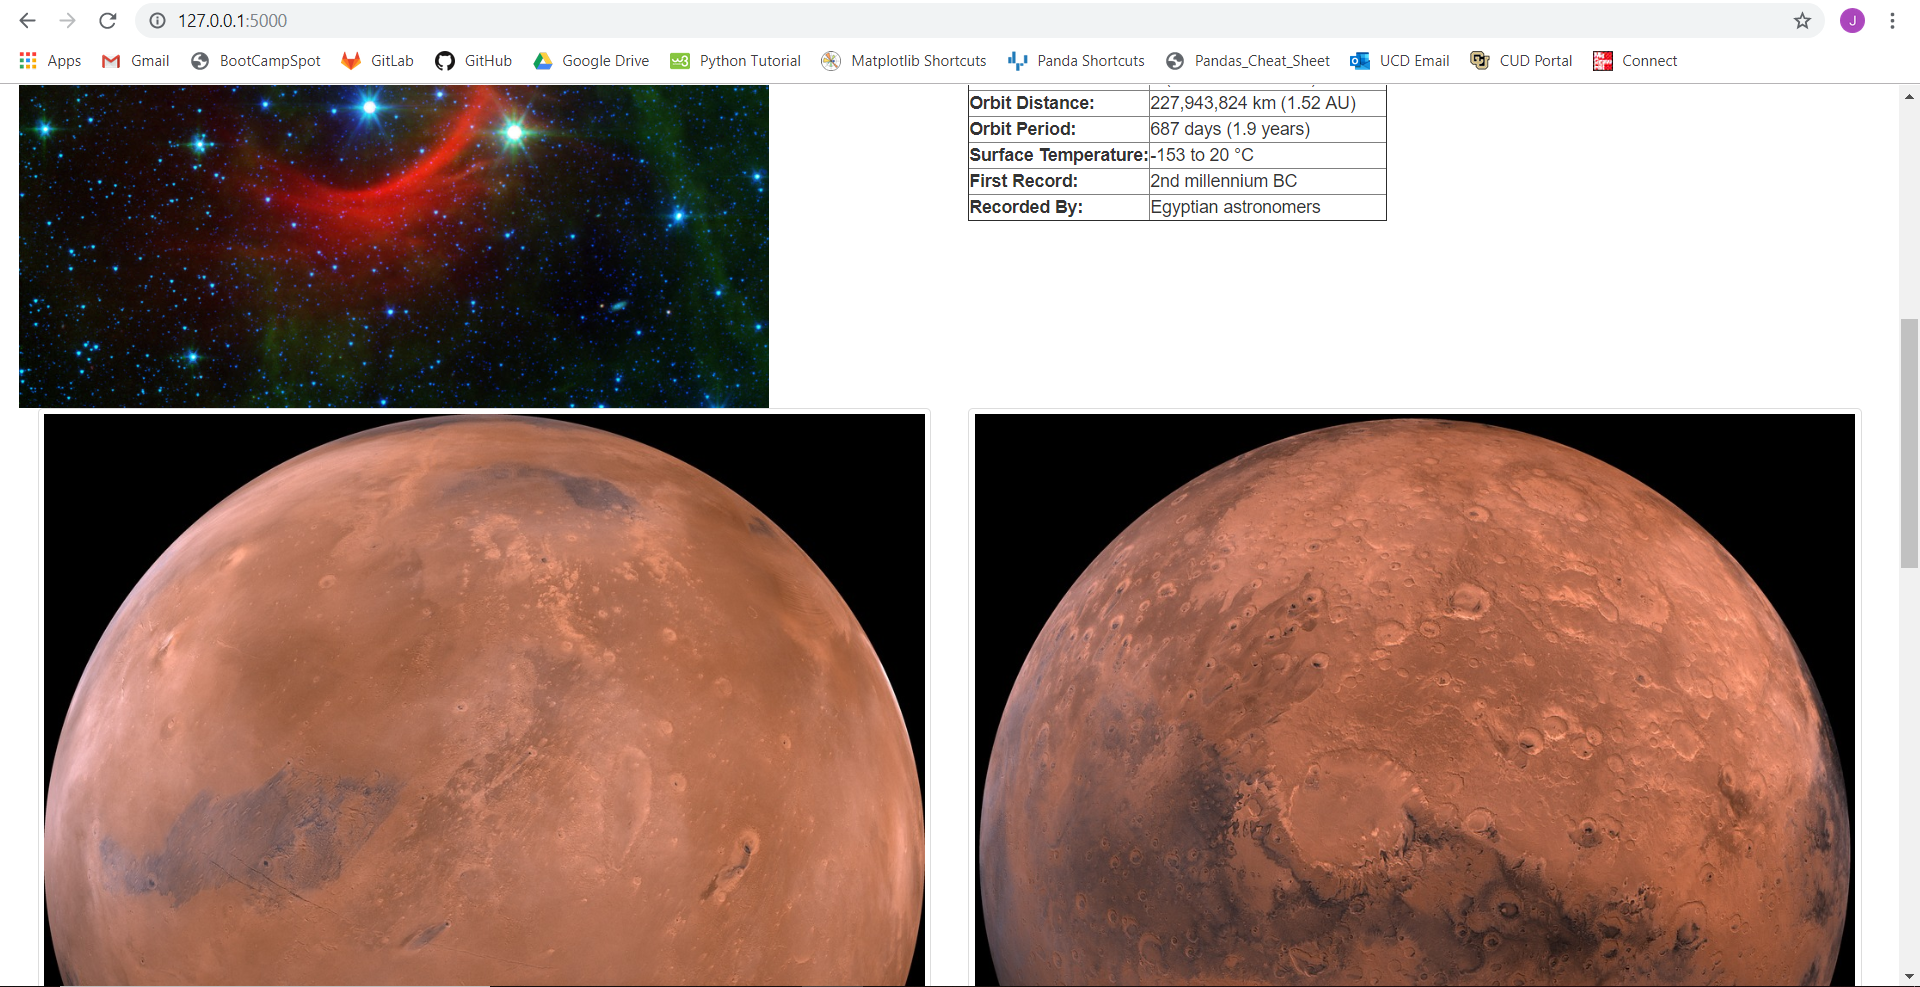 127.0.0.1:5000
J
Apps Gmail BootCampSpot GitLab GitHub Google Drive Python Tutorial Matplotlib Shortcuts Panda Shortcuts Pandas_Cheat_Sheet UCD Email CUD Portal Connect
Orbit Distance: 227,943,824 km (1.52 AU)
Orbit Period: 687 days (1.9 years)
Surface Temperature: -153 to 20 °C
First Record: 2nd millennium BC
Recorded By: Egyptian astronomers